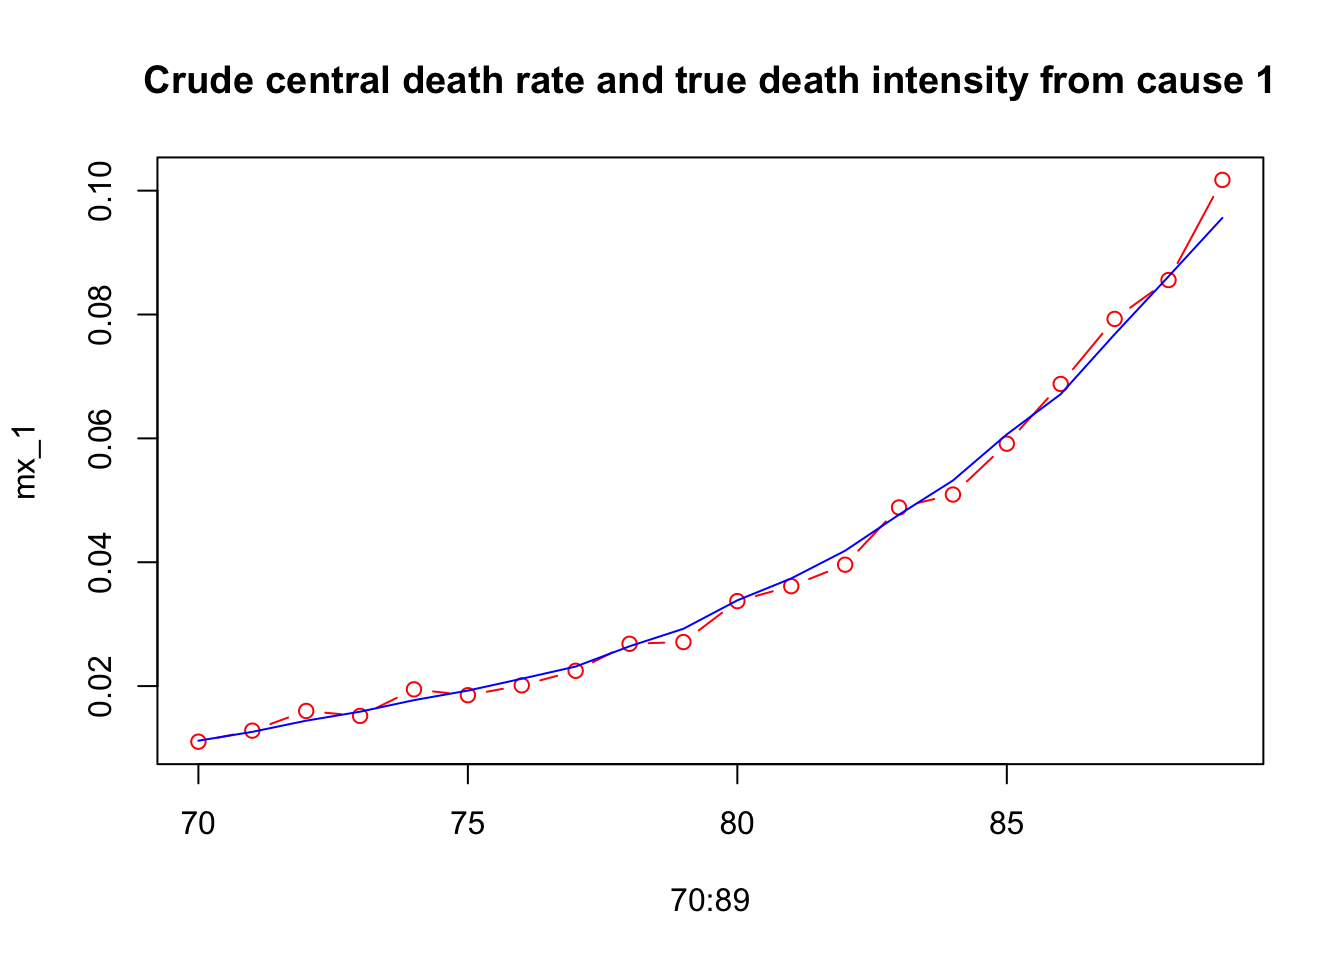 Crude central death rate and true death intensity from cause 1
mx_1
0.10
0.08
0.06
0.04
0.02
70 75 80 85
70:89